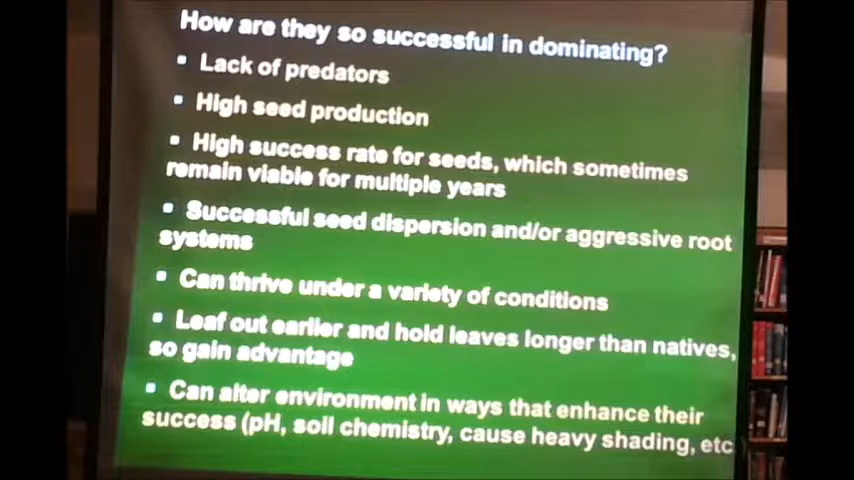 How are they so successful in dominating?
▪ Lack of predators
▪ High seed production
▪ High success rate for seeds, which sometimes
remain viable for multiple years
▪ Successful seed dispersion and/or aggressive root
systems
▪ Can thrive under a variety of conditions
▪ Leaf out earlier and hold leaves longer than natives,
so gain advantage
▪ Can alter environment in ways that enhance their
success (pH, soil chemistry, cause heavy shading, etc